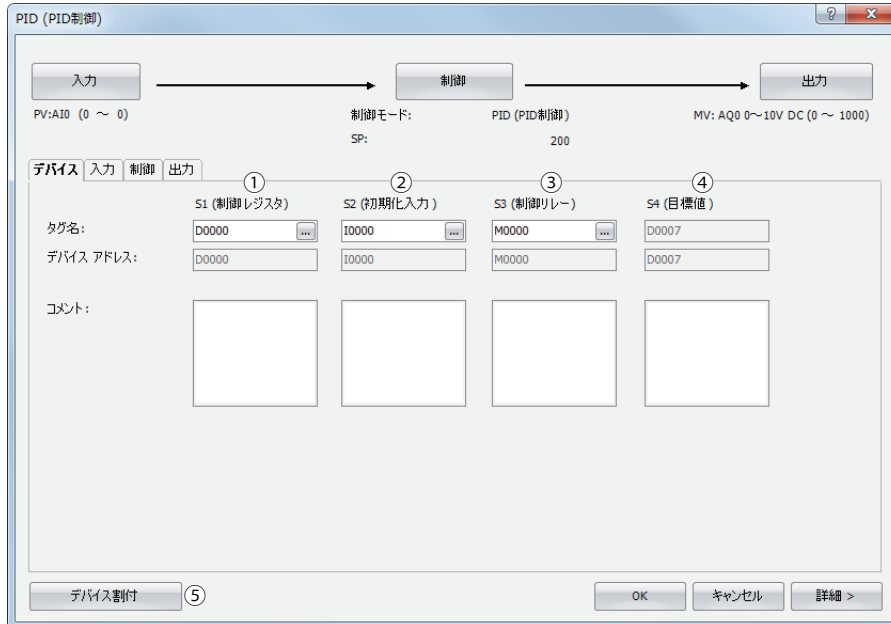 PID (PID制御)
入力 制御 出力
PV:AI0 (0 ～ 0) 制御モード: PID (PID制御) MV: AQ0 0～10V DC (0 ～ 1000)
SP: 200
デバイス 入力 制御 出力
① ② ③ ④
S1 (制御レジスタ) S2 (初期化入力) S3 (制御リレー) S4 (目標値)
タグ名: D0000 ... I0000 ... M0000 ... D0007
デバイス アドレス: D0000 I0000 M0000 D0007
コメント:
デバイス割付 ⑤ OK キャンセル 詳細 >